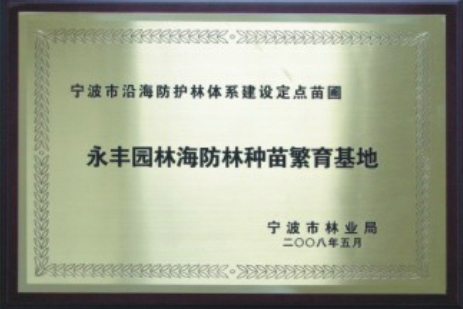 宁波市沿海防护林体系建设定点苗圃
永丰园林海防林种苗繁育基地
宁波市林业局
二〇〇八年五月